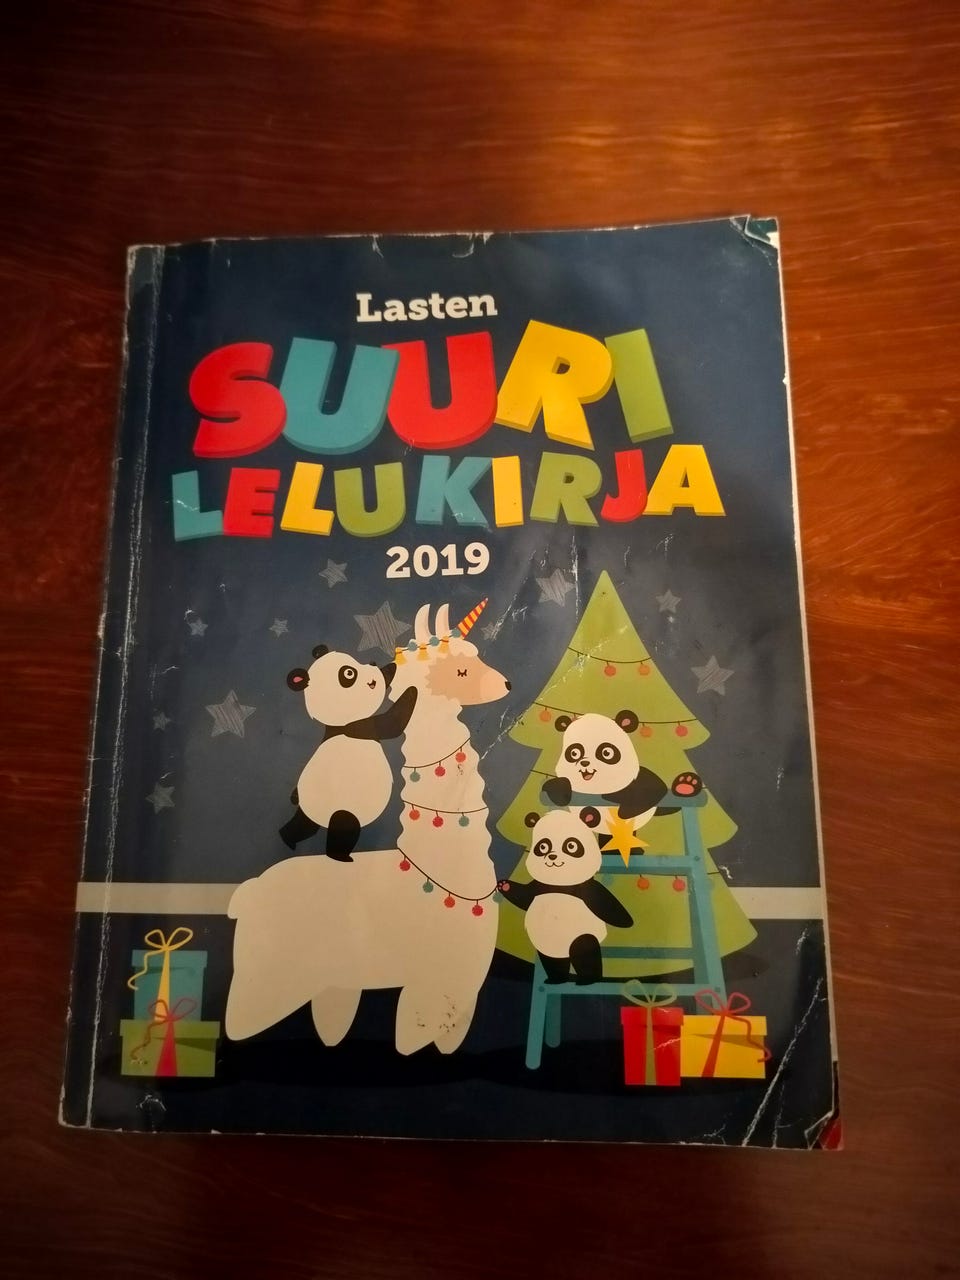 Lasten
SUURI
LELUKIRJA
2019